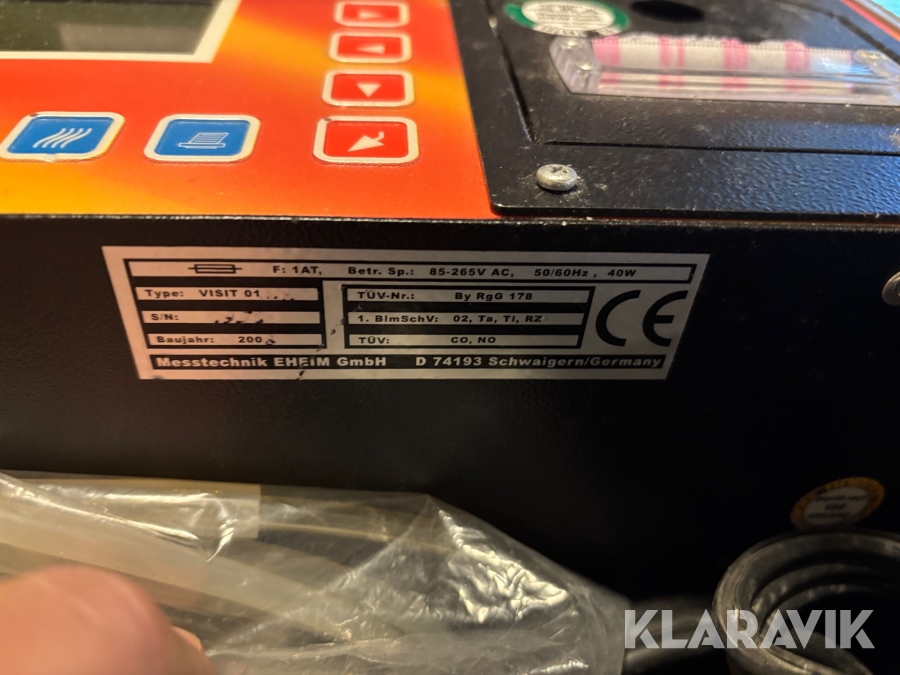 F: 1AT, Betr. Sp.: 85-265V AC, 50/60Hz, 40W
Type: VISIT 01
S/N:
Baujahr: 200
TÜV-Nr.: By RgG 178
1. BImSchV: 02, Ta, Tl, RZ
TÜV: CO, NO
CE
Messtechnik EHEIM GmbH D 74193 Schwaigern/Germany
KLARAVIK